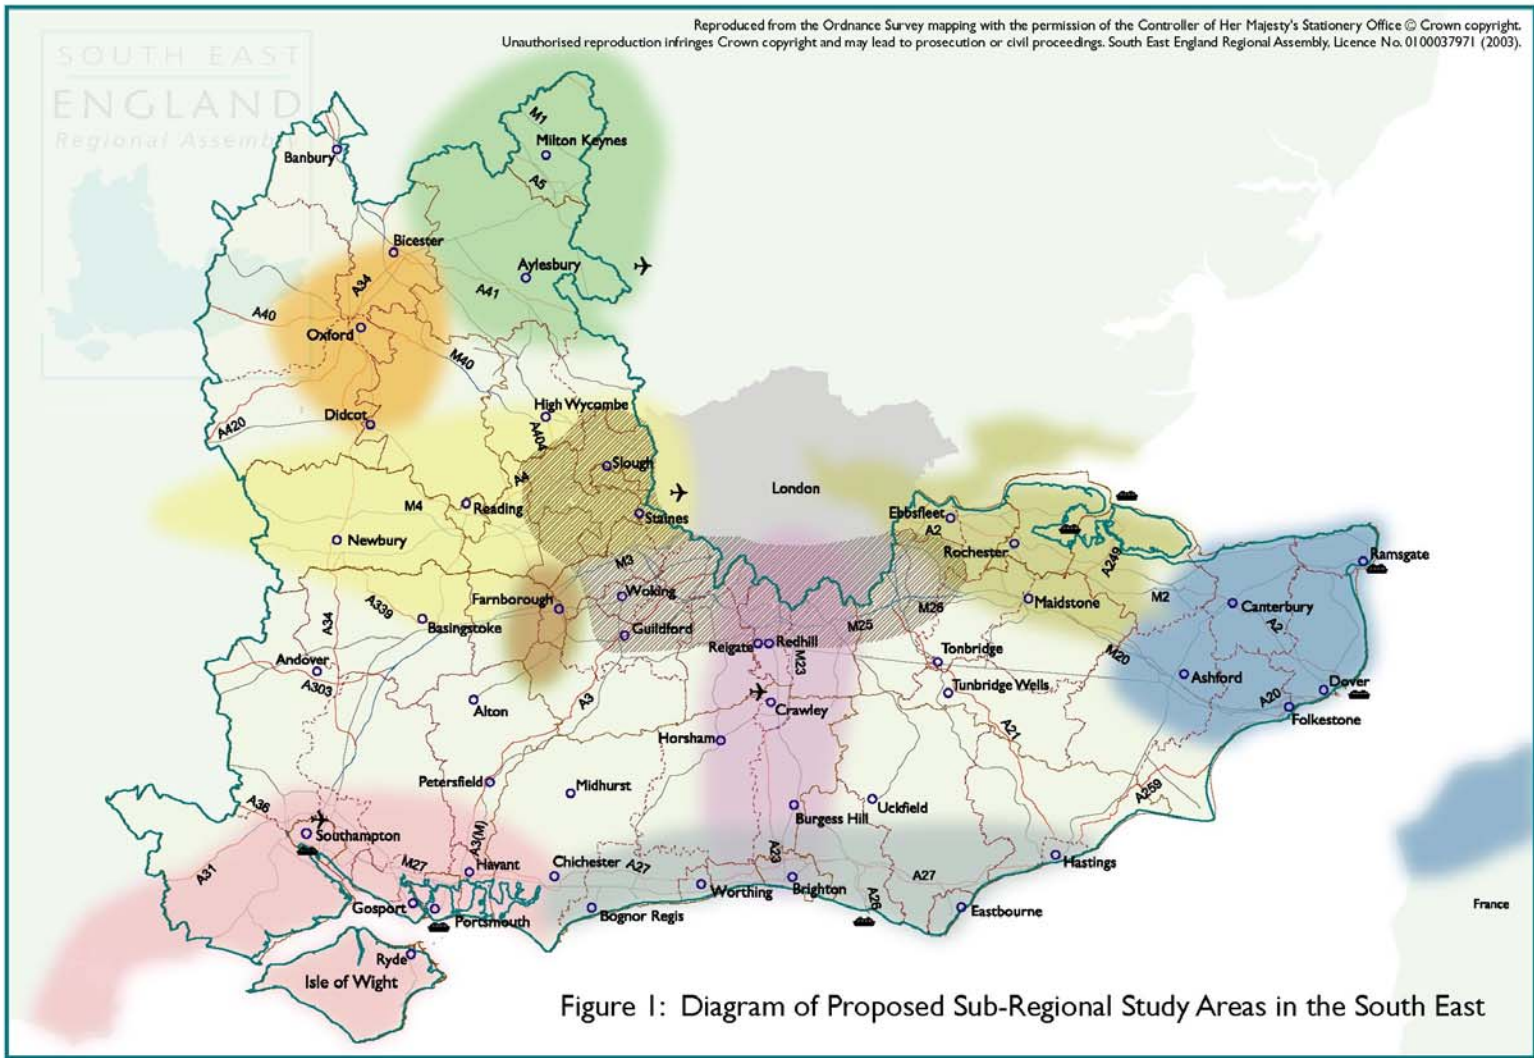 Reproduced from the Ordnance Survey mapping with the permission of the Controller of Her Majesty's Stationery Office © Crown copyright.
Unauthorised reproduction infringes Crown copyright and may lead to prosecution or civil proceedings. South East England Regional Assembly, Licence No. 0100037971 (2003).
SOUTH EAST
ENGLAND
Regional Assembly
M1
Milton Keynes
Banbury
A5
Bicester
Aylesbury
A34
A41
A40
Oxford
M40
High Wycombe
Didcot
A420
A404
Slough
A4
London
M4
Reading
Staines
Ebbsfleet
A2
Newbury
Rochester
A249
Ramsgate
M3
Woking
Farnborough
Maidstone
M2
Canterbury
A2
A339
A34
M26
Basingstoke
Guildford
M25
Reigate
Redhill
M23
Tonbridge
M20
Andover
A303
Tunbridge Wells
Ashford
Dover
A20
Folkestone
Alton
A3
Crawley
A21
Horsham
Petersfield
Midhurst
A259
A36
Uckfield
Burgess Hill
Southampton
A3(M)
M27
Havant
Chichester
A27
A23
Hastings
A31
A27
Worthing
Brighton
A26
Gosport
Portsmouth
Bognor Regis
Eastbourne
France
Ryde
Isle of Wight
Figure 1: Diagram of Proposed Sub-Regional Study Areas in the South East